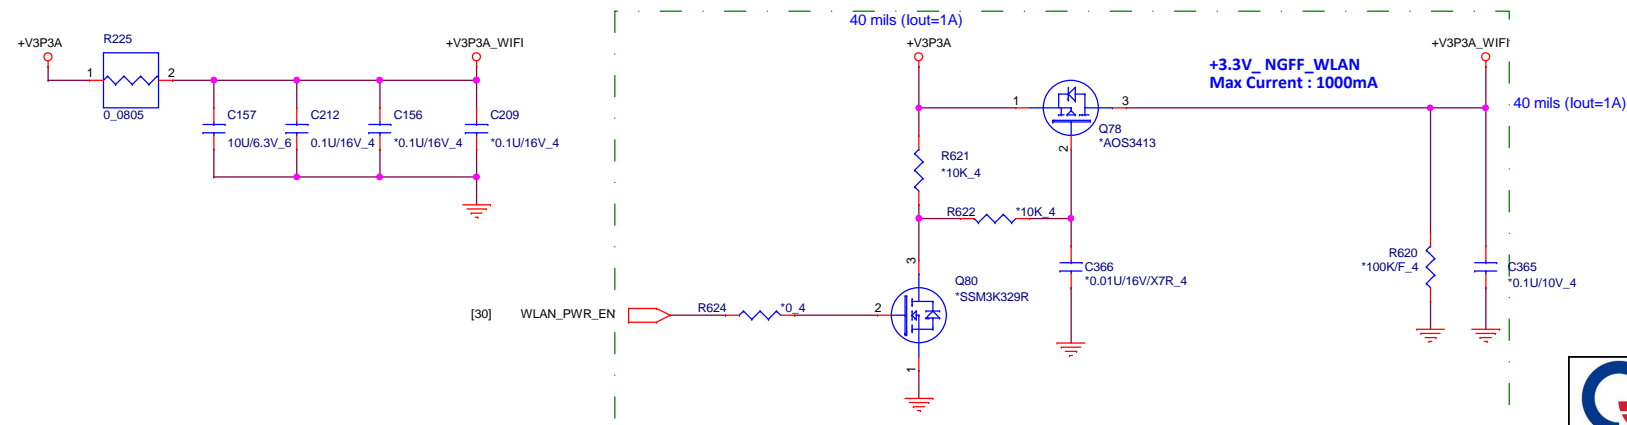 40 mils (Iout=1A)
+V3P3A
R225
+V3P3A_WIFI
+V3P3A
+V3P3A_WIFI
+3.3V_ NGFF_WLAN
Max Current : 1000mA
1
2
0_0805
1
3
40 mils (Iout=1A)
C157
C212
C156
C209
10U/6.3V_6
0.1U/16V_4
*0.1U/16V_4
*0.1U/16V_4
Q78
*AOS3413
2
R621
*10K_4
R622
*10K_4
R620
*100K/F_4
C365
*0.1U/10V_4
C366
*0.01U/16V/X7R_4
3
Q80
*SSM3K329R
[30]
WLAN_PWR_EN
R624
*0_4
2
1